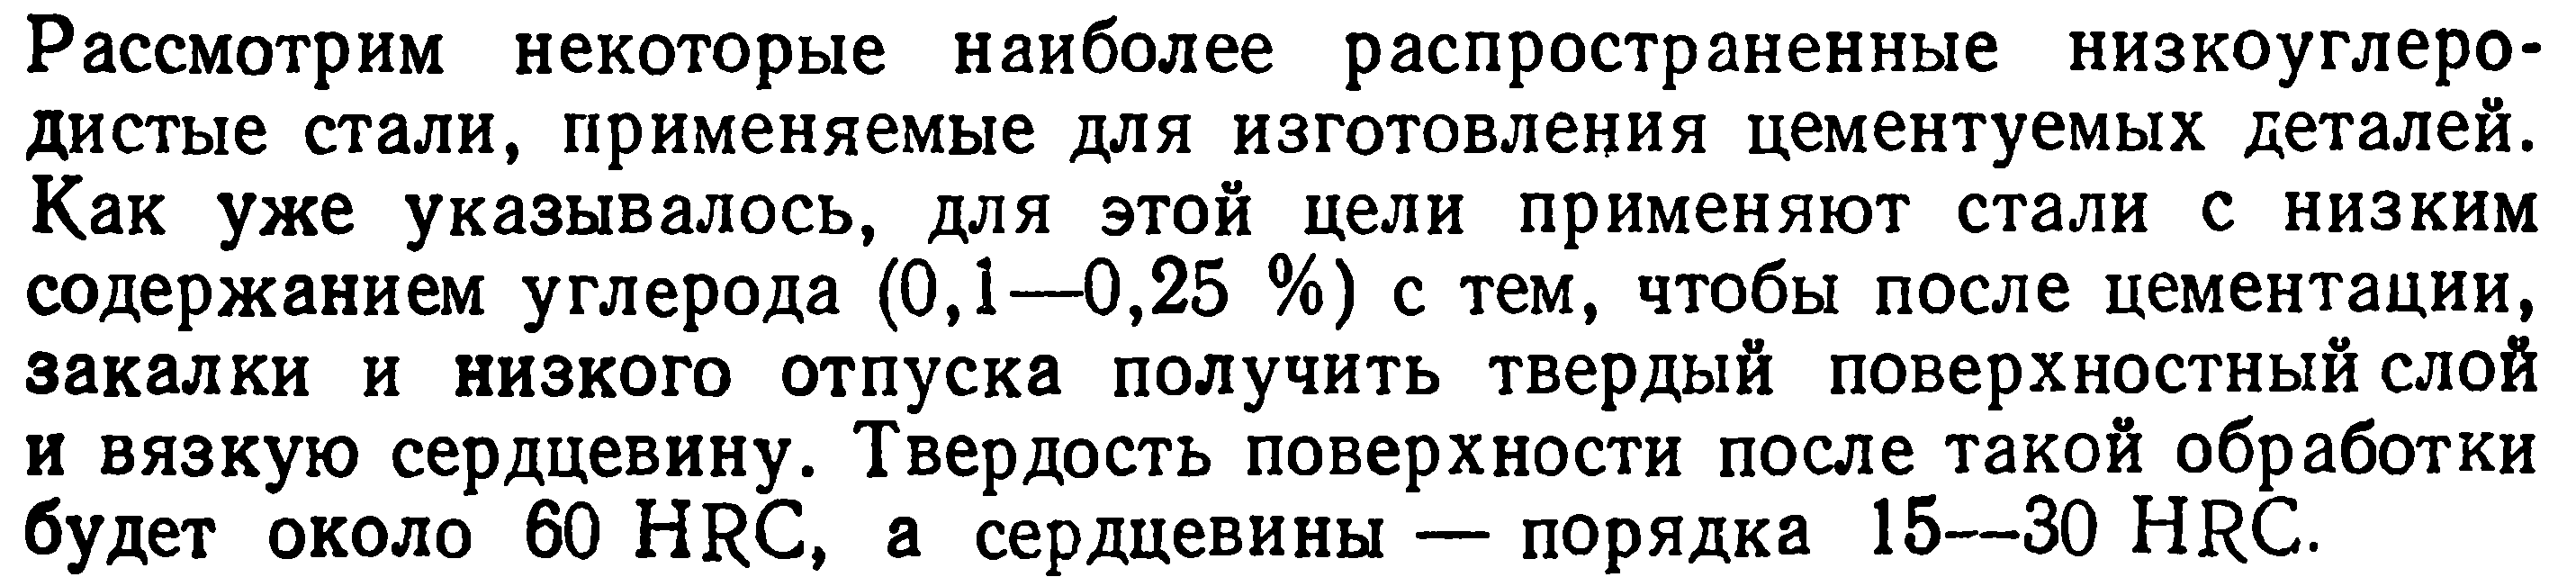 Рассмотрим некоторые наиболее распространенные низкоуглеро-
дистые стали, применяемые для изготовления цементуемых деталей.
Как уже указывалось, для этой цели применяют стали с низким
содержанием углерода (0,1—0,25 %) с тем, чтобы после цементации,
закалки и низкого отпуска получить твердый поверхностный слой
и вязкую сердцевину. Твердость поверхности после такой обработки
будет около 60 HRC, а сердцевины — порядка 15—30 HRC.